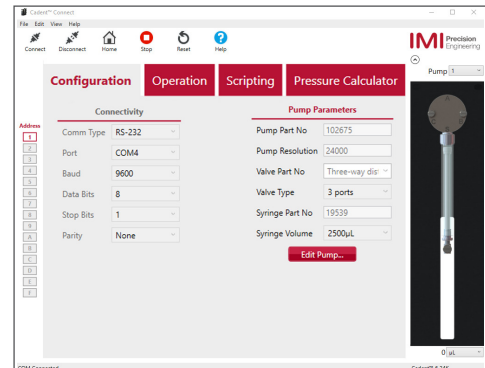 Cadent™ Connect
File Edit View Help
Connect Disconnect Home Stop Reset Help
IMI Precision Engineering
Pump 1
Configuration Operation Scripting Pressure Calculator
Connectivity Pump Parameters
Address
1
2
3
4
5
6
7
8
9
A
B
C
D
E
F
Comm Type RS-232 Pump Part No 102675
Port COM4 Pump Resolution 24000
Baud 9600 Valve Part No Three-way dis
Data Bits 8 Valve Type 3 ports
Stop Bits 1 Syringe Part No 19539
Parity None Syringe Volume 2500µL
Edit Pump...
0 µL
COM Connected